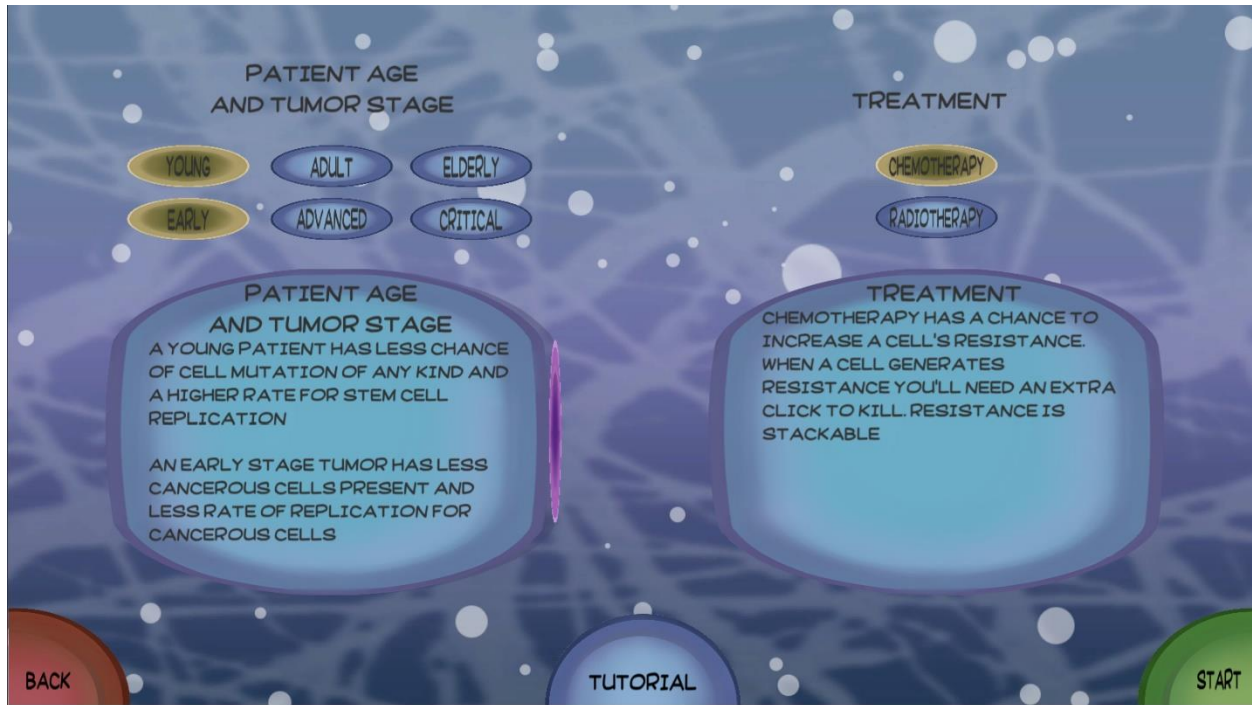 PATIENT AGE
AND TUMOR STAGE
YOUNG ADULT ELDERLY
EARLY ADVANCED CRITICAL
TREATMENT
CHEMOTHERAPY
RADIOTHERAPY
PATIENT AGE
AND TUMOR STAGE
A YOUNG PATIENT HAS LESS CHANCE
OF CELL MUTATION OF ANY KIND AND
A HIGHER RATE FOR STEM CELL
REPLICATION
AN EARLY STAGE TUMOR HAS LESS
CANCEROUS CELLS PRESENT AND
LESS RATE OF REPLICATION FOR
CANCEROUS CELLS
TREATMENT
CHEMOTHERAPY HAS A CHANCE TO
INCREASE A CELL'S RESISTANCE.
WHEN A CELL GENERATES
RESISTANCE YOU'LL NEED AN EXTRA
CLICK TO KILL. RESISTANCE IS
STACKABLE
BACK
TUTORIAL
START